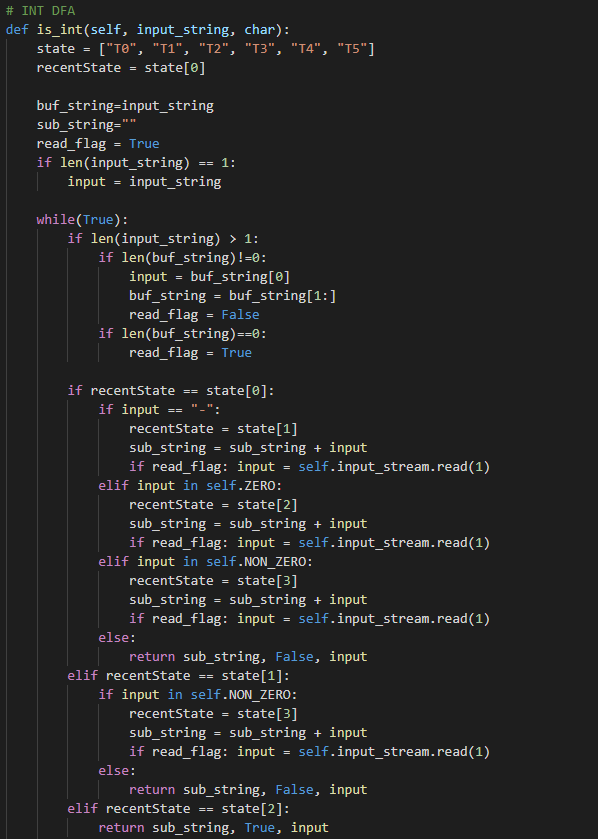 # INT DFA
def is_int(self, input_string, char):
    state = ["T0", "T1", "T2", "T3", "T4", "T5"]
    recentState = state[0]

    buf_string=input_string
    sub_string=""
    read_flag = True
    if len(input_string) == 1:
        input = input_string

    while(True):
        if len(input_string) > 1:
            if len(buf_string)!=0:
                input = buf_string[0]
                buf_string = buf_string[1:]
                read_flag = False
            if len(buf_string)==0:
                read_flag = True

        if recentState == state[0]:
            if input == "-":
                recentState = state[1]
                sub_string = sub_string + input
                if read_flag: input = self.input_stream.read(1)
            elif input in self.ZERO:
                recentState = state[2]
                sub_string = sub_string + input
                if read_flag: input = self.input_stream.read(1)
            elif input in self.NON_ZERO:
                recentState = state[3]
                sub_string = sub_string + input
                if read_flag: input = self.input_stream.read(1)
            else:
                return sub_string, False, input
        elif recentState == state[1]:
            if input in self.NON_ZERO:
                recentState = state[3]
                sub_string = sub_string + input
                if read_flag: input = self.input_stream.read(1)
            else:
                return sub_string, False, input
        elif recentState == state[2]:
            return sub_string, True, input